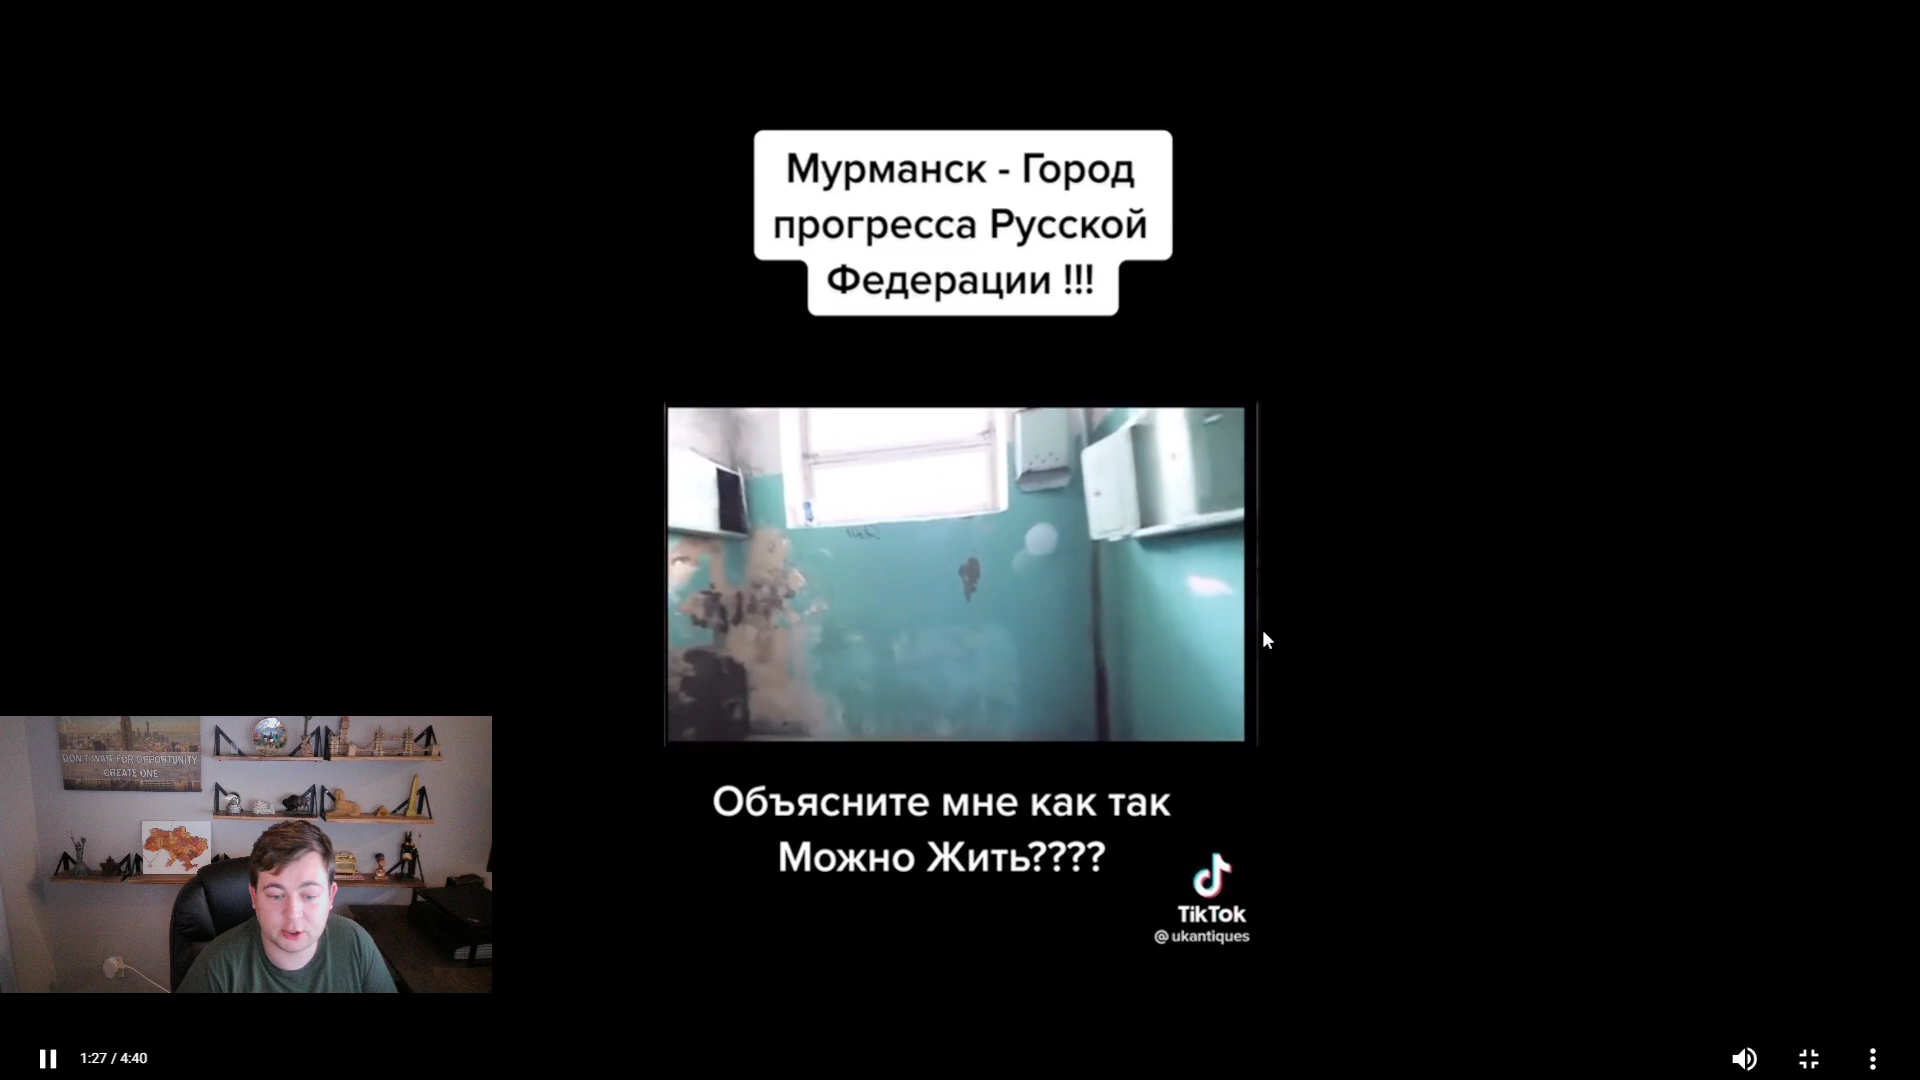 Мурманск - Город
прогресса Русской
Федерации !!!
Объясните мне как так
Можно Жить????
TikTok
@ukantiques
DON'T WAIT FOR OPPORTUNITY
CREATE ONE
1:27 / 4:40